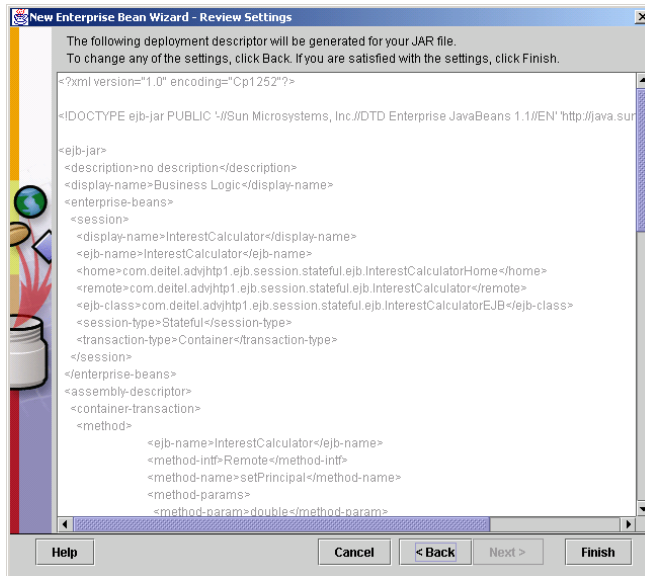 New Enterprise Bean Wizard - Review Settings
The following deployment descriptor will be generated for your JAR file.
To change any of the settings, click Back. If you are satisfied with the settings, click Finish.
<?xml version="1.0" encoding="Cp1252"?>
<!DOCTYPE ejb-jar PUBLIC '-//Sun Microsystems, Inc.//DTD Enterprise JavaBeans 1.1//EN' 'http://java.sun
<ejb-jar>
<description>no description</description>
<display-name>Business Logic</display-name>
<enterprise-beans>
<session>
<display-name>InterestCalculator</display-name>
<ejb-name>InterestCalculator</ejb-name>
<home>com.deitel.advjhtp1.ejb.session.stateful.ejb.InterestCalculatorHome</home>
<remote>com.deitel.advjhtp1.ejb.session.stateful.ejb.InterestCalculator</remote>
<ejb-class>com.deitel.advjhtp1.ejb.session.stateful.ejb.InterestCalculatorEJB</ejb-class>
<session-type>Stateful</session-type>
<transaction-type>Container</transaction-type>
</session>
</enterprise-beans>
<assembly-descriptor>
<container-transaction>
<method>
<ejb-name>InterestCalculator</ejb-name>
<method-intf>Remote</method-intf>
<method-name>setPrincipal</method-name>
<method-params>
<method-param>double</method-param>
Help Cancel < Back Next > Finish